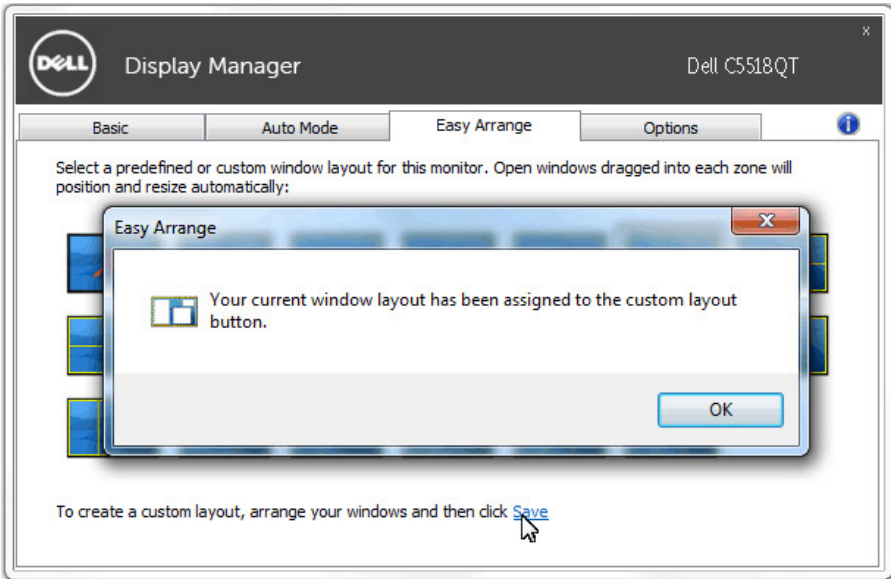 x
DELL
Display Manager
Dell C5518QT
Basic
Auto Mode
Easy Arrange
Options
i
Select a predefined or custom window layout for this monitor. Open windows dragged into each zone will
position and resize automatically:
Easy Arrange
Your current window layout has been assigned to the custom layout
button.
OK
To create a custom layout, arrange your windows and then click Save